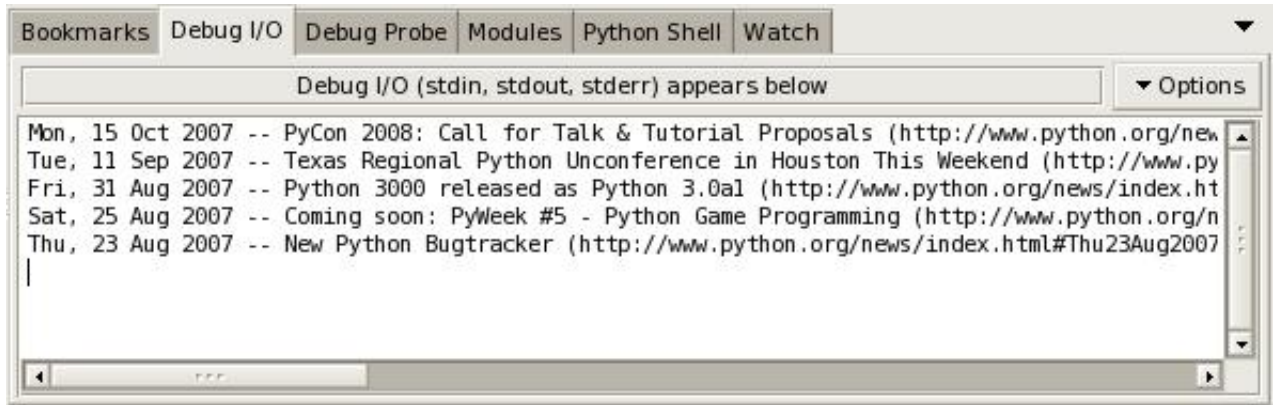 Bookmarks Debug I/O Debug Probe Modules Python Shell Watch
Debug I/O (stdin, stdout, stderr) appears below Options
Mon, 15 Oct 2007 -- PyCon 2008: Call for Talk & Tutorial Proposals (http://www.python.org/new
Tue, 11 Sep 2007 -- Texas Regional Python Unconference in Houston This Weekend (http://www.py
Fri, 31 Aug 2007 -- Python 3000 released as Python 3.0a1 (http://www.python.org/news/index.ht
Sat, 25 Aug 2007 -- Coming soon: PyWeek #5 - Python Game Programming (http://www.python.org/n
Thu, 23 Aug 2007 -- New Python Bugtracker (http://www.python.org/news/index.html#Thu23Aug2007